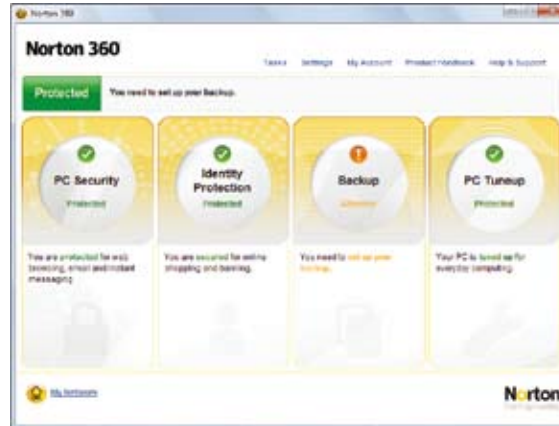 Norton 360
Norton 360
Tasks Settings My Account Product Feedback Help & Support
Protected You need to set up your backup.
PC Security
Protected
Identity
Protection
Protected
Backup
Attention
PC Tuneup
Protected
You are protected for web
browsing, email and instant
messaging.
You are secured for online
shopping and banking.
You need to set up your
backup.
Your PC is tuned up for
everyday computing.
My Network
Norton